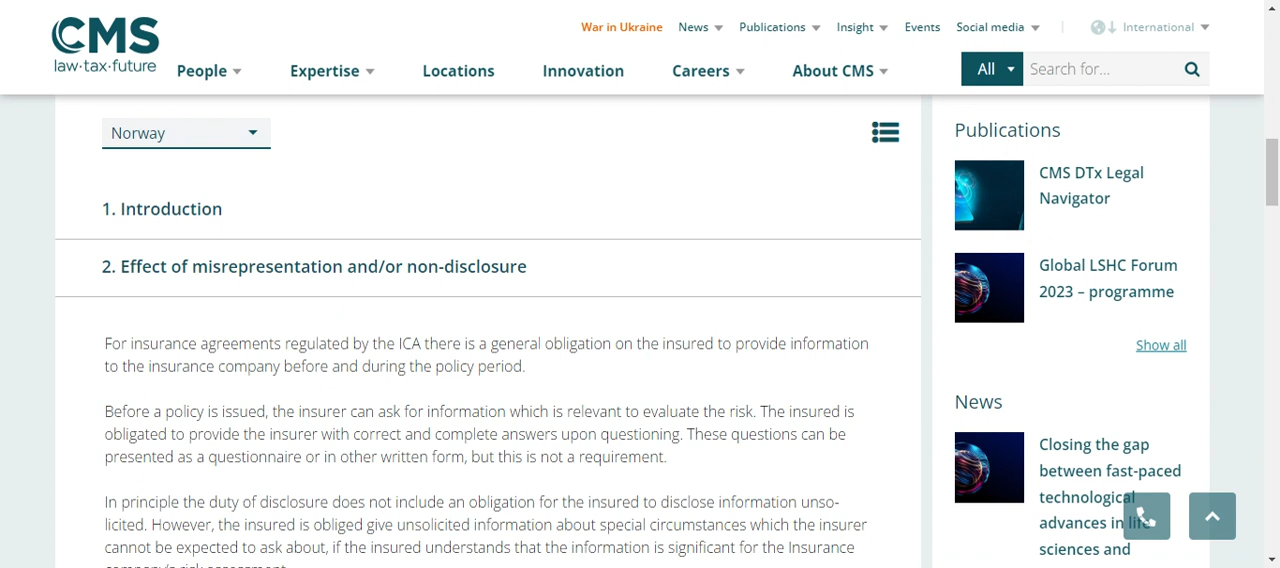 CMS
law·tax·future
War in Ukraine
News
Publications
Insight
Events
Social media
International
People
Expertise
Locations
Innovation
Careers
About CMS
All
Search for...
Norway
1. Introduction
2. Effect of misrepresentation and/or non-disclosure
For insurance agreements regulated by the ICA there is a general obligation on the insured to provide information
to the insurance company before and during the policy period.
Before a policy is issued, the insurer can ask for information which is relevant to evaluate the risk. The insured is
obligated to provide the insurer with correct and complete answers upon questioning. These questions can be
presented as a questionnaire or in other written form, but this is not a requirement.
In principle the duty of disclosure does not include an obligation for the insured to disclose information unso-
licited. However, the insured is obliged give unsolicited information about special circumstances which the insurer
cannot be expected to ask about, if the insured understands that the information is significant for the Insurance
company's risk assessment.
Publications
CMS DTx Legal
Navigator
Global LSHC Forum
2023 – programme
Show all
News
Closing the gap
between fast-paced
technological
advances in life
sciences and